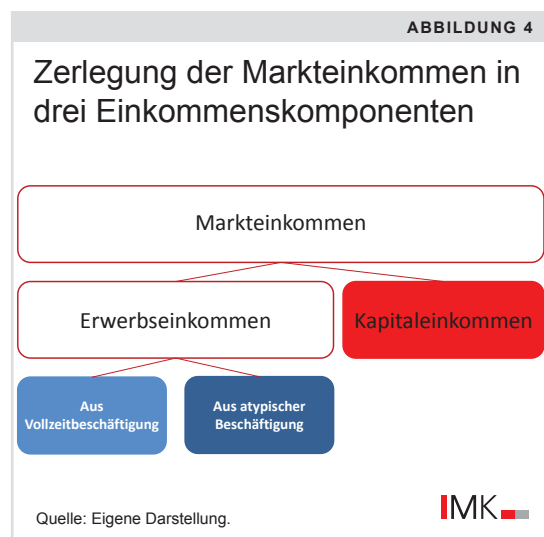 ABBILDUNG 4
Zerlegung der Markteinkommen in
drei Einkommenskomponenten
Markteinkommen
Erwerbseinkommen
Kapitaleinkommen
Aus
Vollzeitbeschäftigung
Aus atypischer
Beschäftigung
Quelle: Eigene Darstellung.
IMK